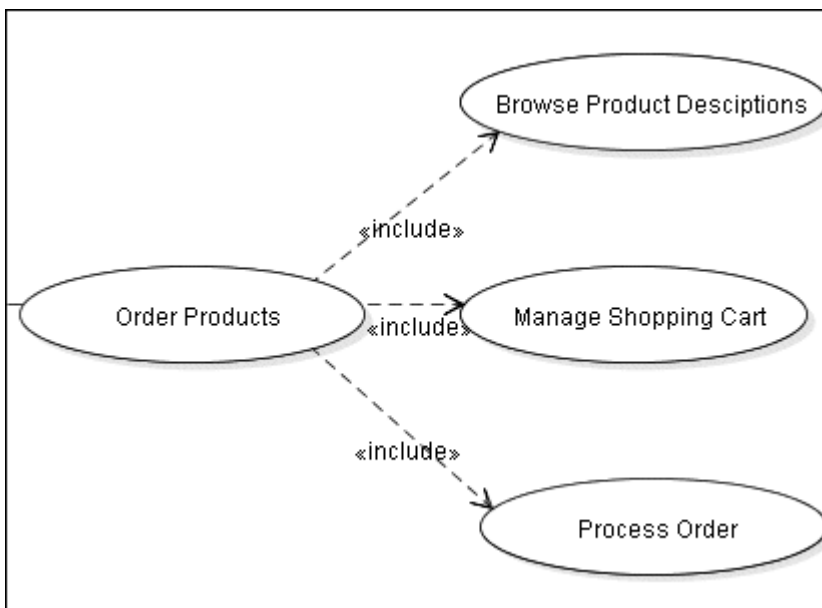 Browse Product Desciptions
«include»
Order Products
«include»
Manage Shopping Cart
«include»
Process Order